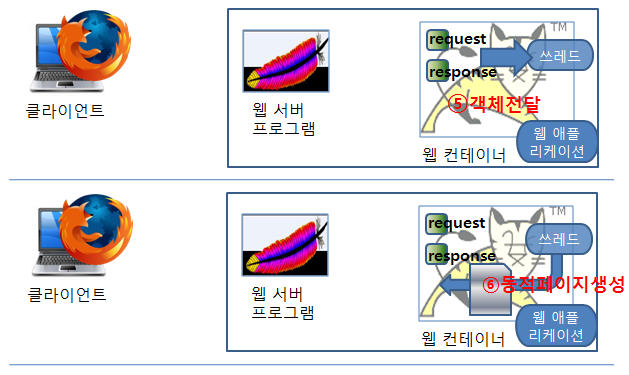 클라이언트
웹 서버
프로그램
TM
request
response
쓰레드
⑤객체전달
웹 컨테이너
웹 애플
리케이션
클라이언트
웹 서버
프로그램
TM
request
response
쓰레드
⑥동적페이지생성
웹 컨테이너
웹 애플
리케이션